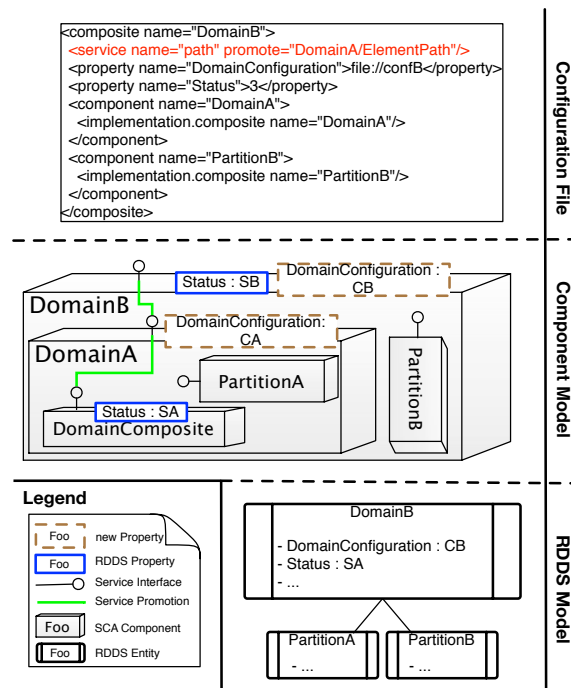 <composite name="DomainB">
<service name="path" promote="DomainA/ElementPath"/>
<property name="DomainConfiguration">file://confB</property>
<property name="Status">3</property>
<component name="DomainA">
<implementation.composite name="DomainA"/>
</component>
<component name="PartitionB">
<implementation.composite name="PartitionB"/>
</component>
</composite>
Configuration File
Status : SB
DomainConfiguration :
CB
DomainB
DomainConfiguration:
CA
DomainA
PartitionA
PartitionB
Status : SA
DomainComposite
Component Model
Legend
Foo new Property
Foo RDDS Property
Service Interface
Service Promotion
Foo SCA Component
Foo RDDS Entity
DomainB
- DomainConfiguration : CB
- Status : SA
- ...
PartitionA
- ...
PartitionB
- ...
RDDS Model